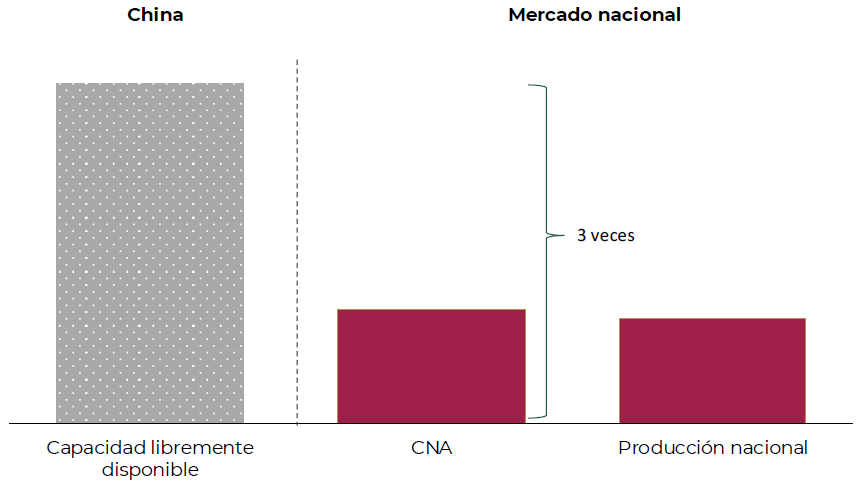 China
Mercado nacional
3 veces
Capacidad libremente
disponible
CNA
Producción nacional